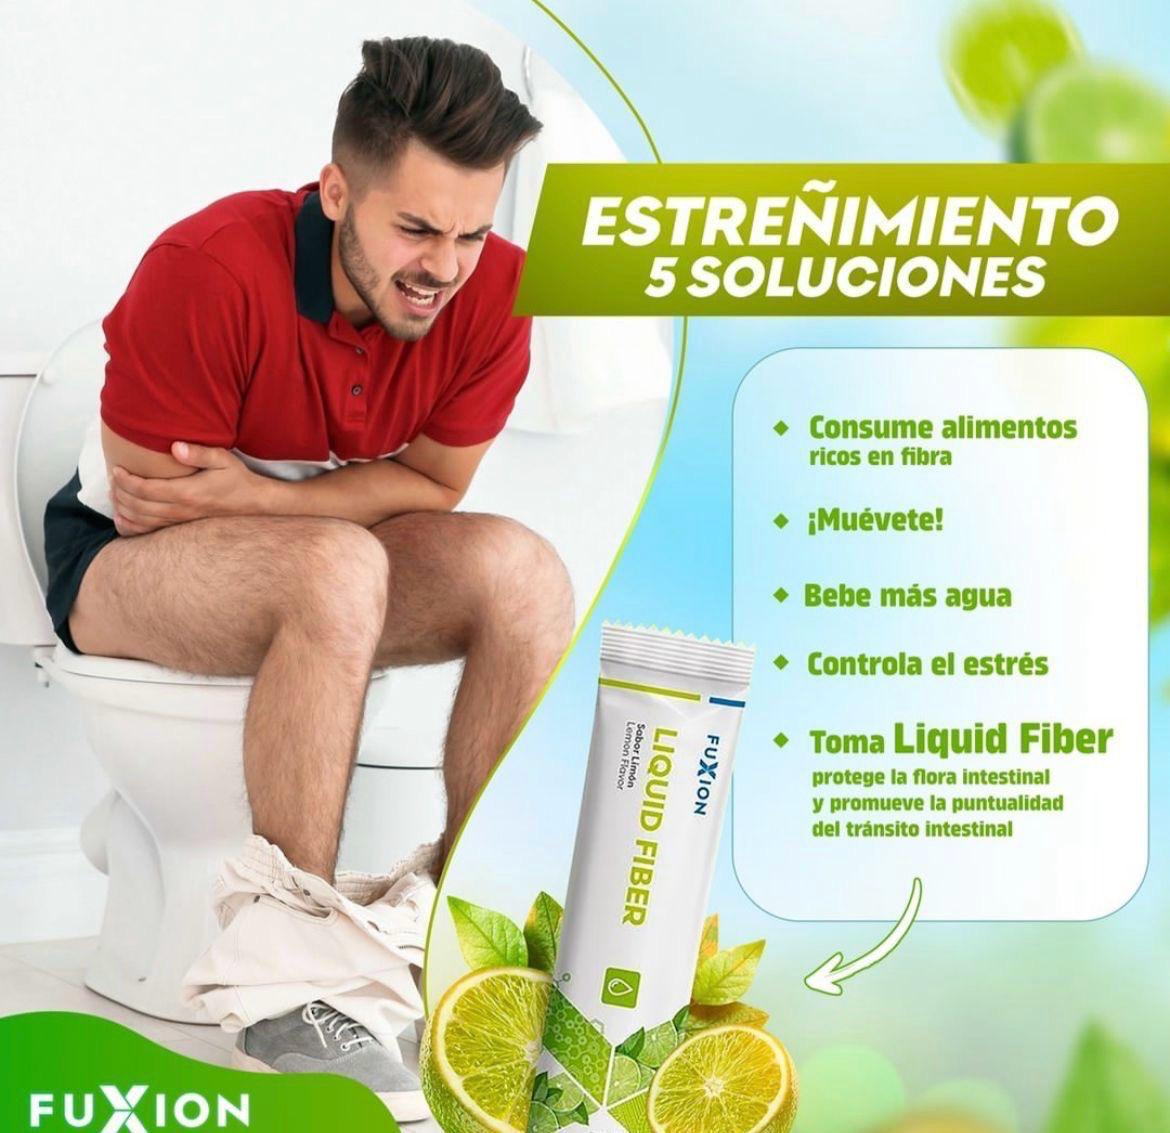 ESTREÑIMIENTO
5 SOLUCIONES
Consume alimentos
ricos en fibra
¡Muévete!
Bebe más agua
Controla el estrés
Toma Liquid Fiber
protege la flora intestinal
y promueve la puntualidad
del tránsito intestinal
FUXION
LIQUID FIBER
Sabor Limón
Lemon Flavor
FUXION